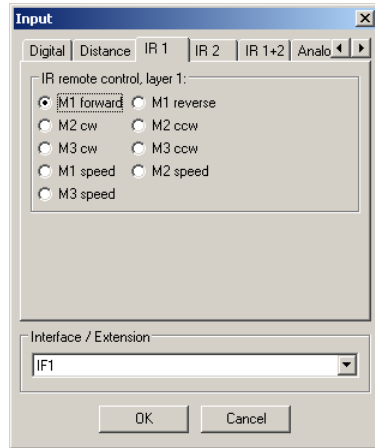 Input
Digital Distance IR 1 IR 2 IR 1+2 Analo
IR remote control, layer 1:
M1 forward M1 reverse
M2 cw M2 ccw
M3 cw M3 ccw
M1 speed M2 speed
M3 speed
Interface / Extension
IF1
OK Cancel